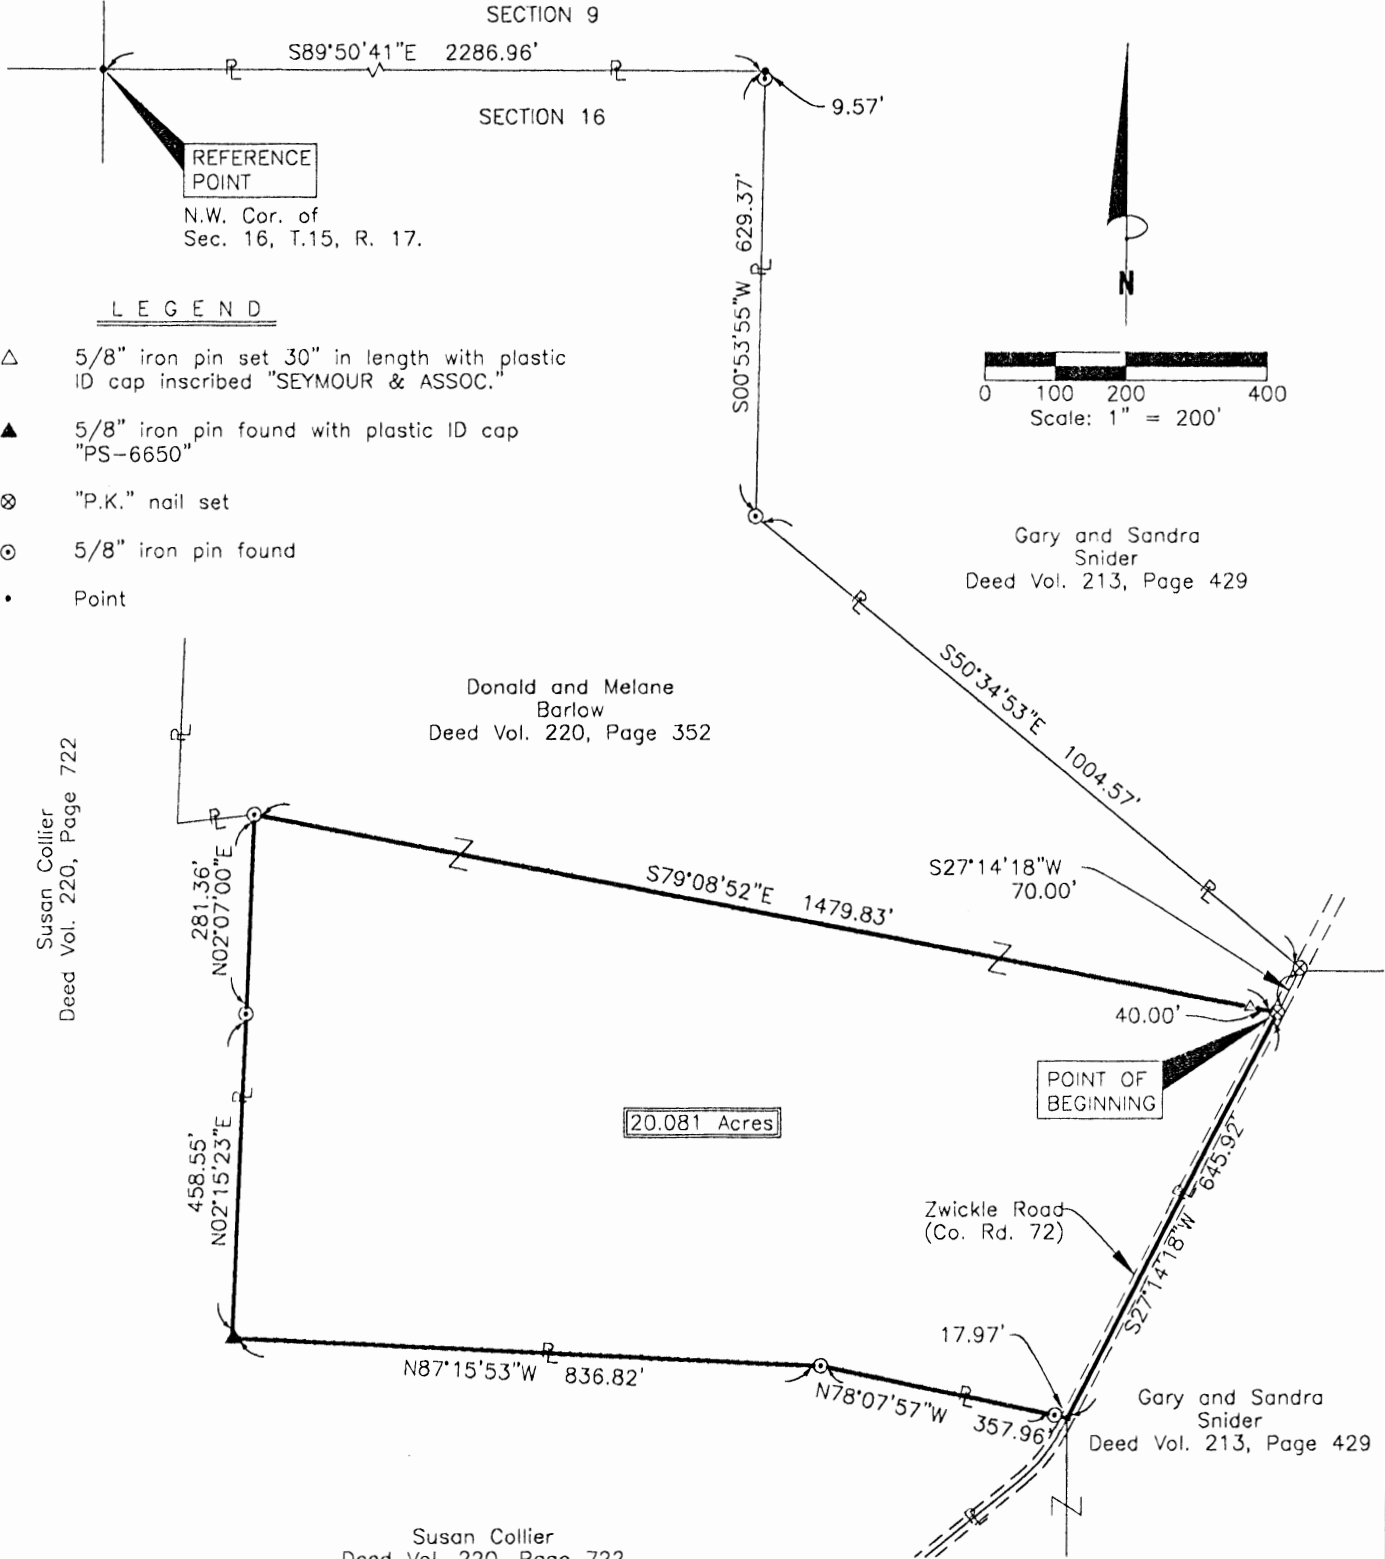 SECTION 9
S89°50'41"E 2286.96'
SECTION 16
9.57'
REFERENCE
POINT
N.W. Cor. of
Sec. 16, T.15, R. 17.
S00°53'55"W 629.37'
N
0 100 200 400
Scale: 1" = 200'
LEGEND
5/8" iron pin set 30" in length with plastic
ID cap inscribed "SEYMOUR & ASSOC."
5/8" iron pin found with plastic ID cap
"PS-6650"
"P.K." nail set
5/8" iron pin found
Point
Gary and Sandra
Snider
Deed Vol. 213, Page 429
S50°34'53"E 1004.57'
Donald and Melane
Barlow
Deed Vol. 220, Page 352
Susan Collier
Deed Vol. 220, Page 722
S27°14'18"W
70.00'
S79°08'52"E 1479.83'
281.36'
N02°07'00"E
40.00'
POINT OF
BEGINNING
20.081 Acres
458.55'
N02°15'23"E
S27°14'18"W 645.92'
Zwickle Road
(Co. Rd. 72)
17.97'
N87°15'53"W 836.82'
N78°07'57"W 357.96'
Gary and Sandra
Snider
Deed Vol. 213, Page 429
Susan Collier
Deed Vol. 220, Page 722